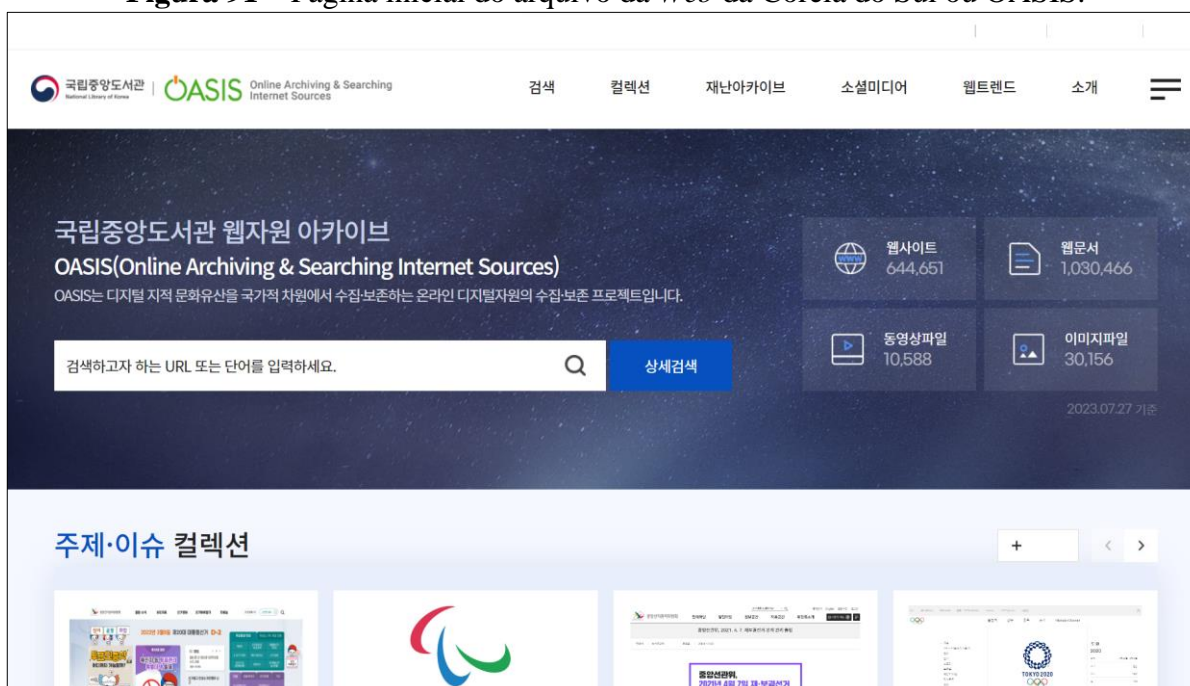 Figura 91 – Página inicial do arquivo da web da Coreia do Sul ou OASIS.
국립중앙도서관
National Library of Korea
OASIS
Online Archiving & Searching
Internet Sources
검색 컬렉션 재난아카이브 소셜미디어 웹트렌드 소개
국립중앙도서관 웹자원 아카이브
OASIS(Online Archiving & Searching Internet Sources)
OASIS는 디지털 지적 문화유산을 국가적 차원에서 수집·보존하는 온라인 디지털자원의 수집·보존 프로젝트입니다.
검색하고자 하는 URL 또는 단어를 입력하세요.
상세검색
www
웹사이트
644,651
웹문서
1,030,466
동영상파일
10,588
이미지파일
30,156
2023.07.27 기준
주제·이슈 컬렉션
+ < >
중앙선관위,
2021년 4월 7일 재·보궐선거
TOKYO 2020